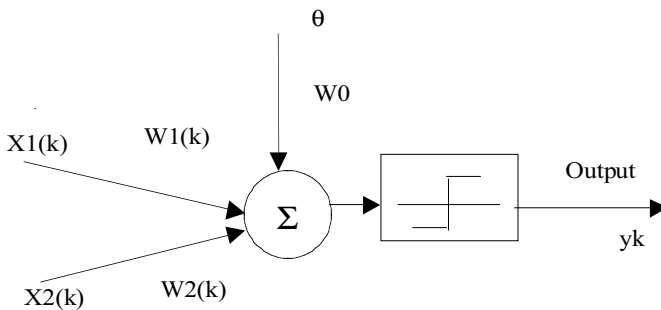 θ
W0
W1(k)
X1(k)
Output
Σ
yk
W2(k)
X2(k)